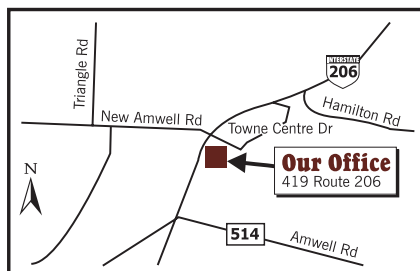 Triangle Rd
INTERSTATE
206
New Amwell Rd
Hamilton Rd
Towne Centre Dr
N
Our Office
419 Route 206
514
Amwell Rd